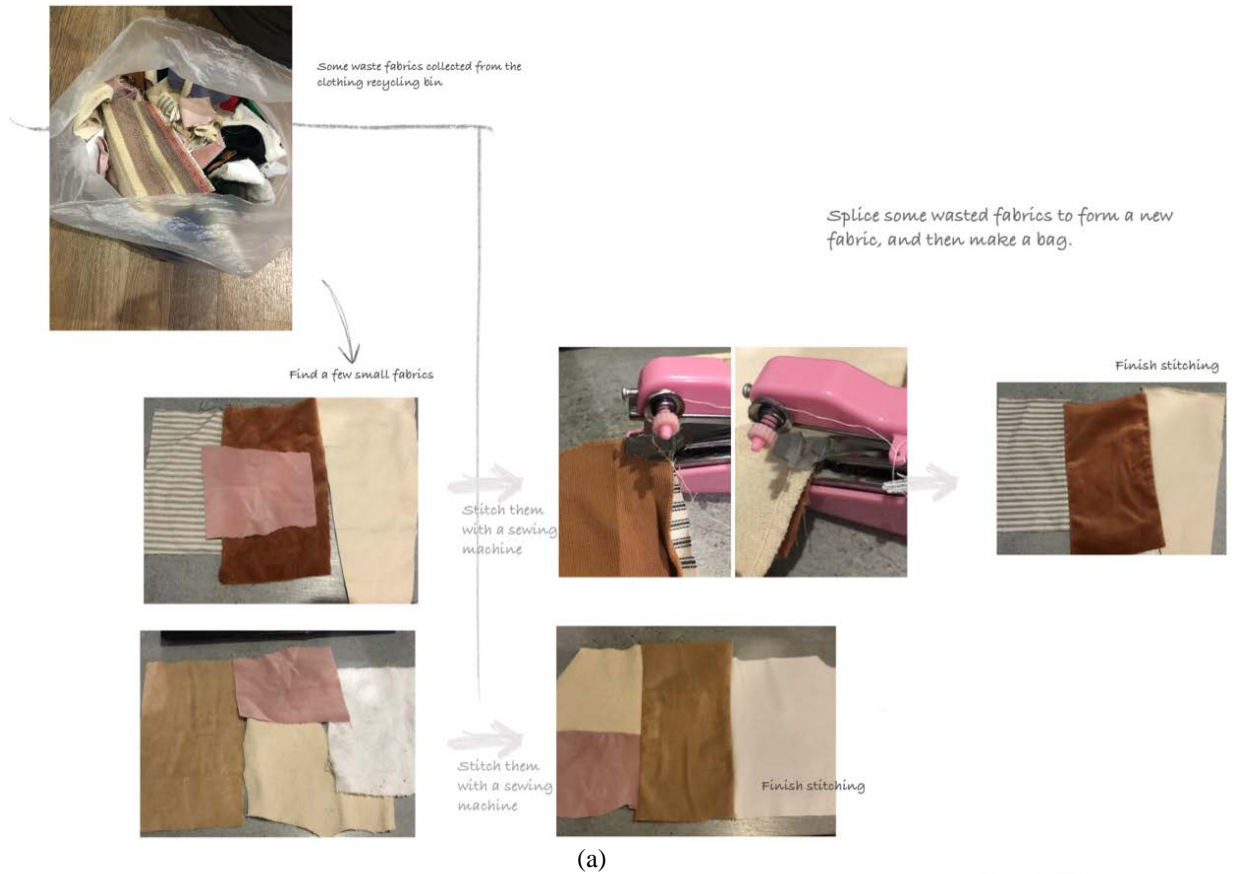 Some waste fabrics collected from the
clothing recycling bin
Splice some wasted fabrics to form a new
fabric, and then make a bag.
Find a few small fabrics
Stitch them
with a sewing
machine
Finish stitching
Stitch them
with a sewing
machine
Finish stitching
(a)